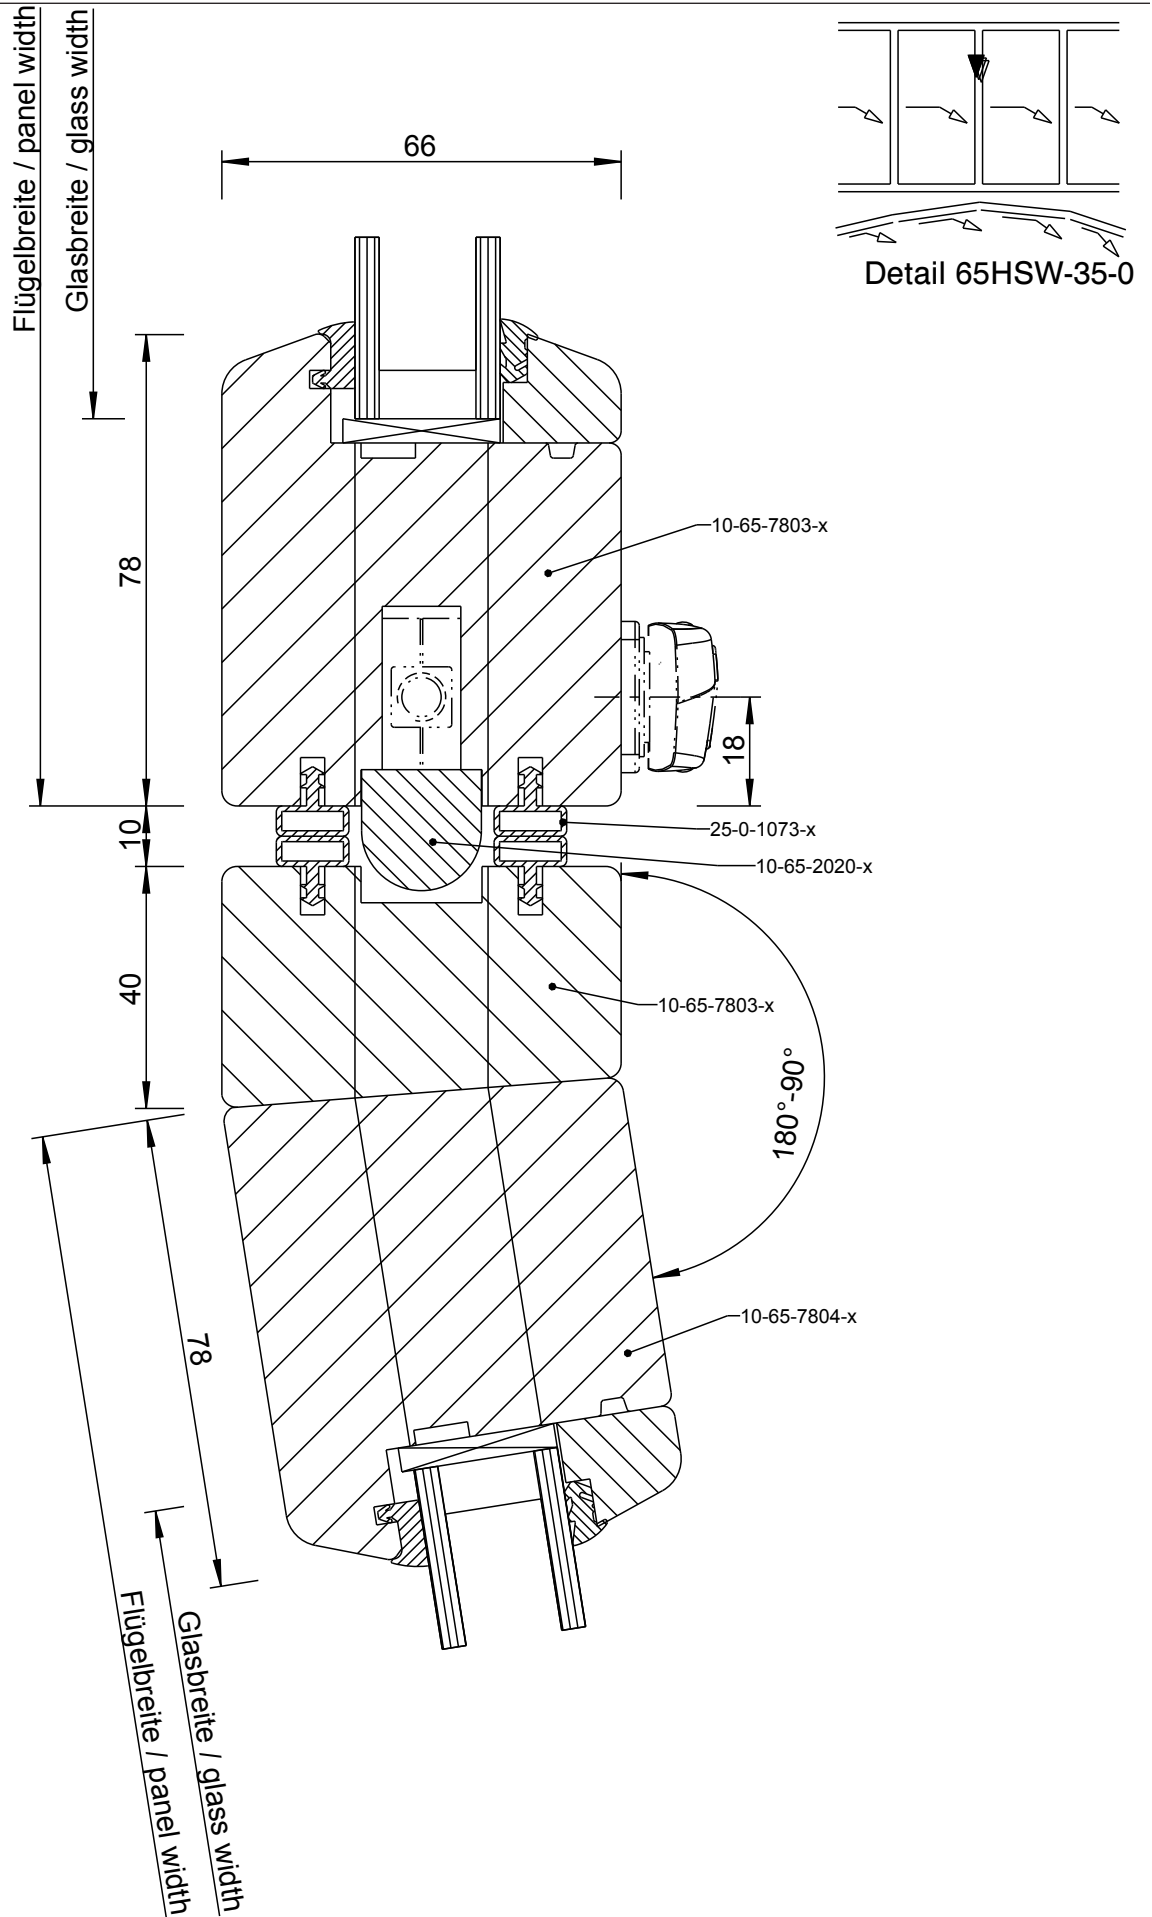 Flügelbreite / panel width
Glasbreite / glass width
66
Detail 65HSW-35-0
78
10-65-7803-x
18
10
25-0-1073-x
10-65-2020-x
40
10-65-7803-x
180°-90°
78
10-65-7804-x
Flügelbreite / panel width
Glasbreite / glass width